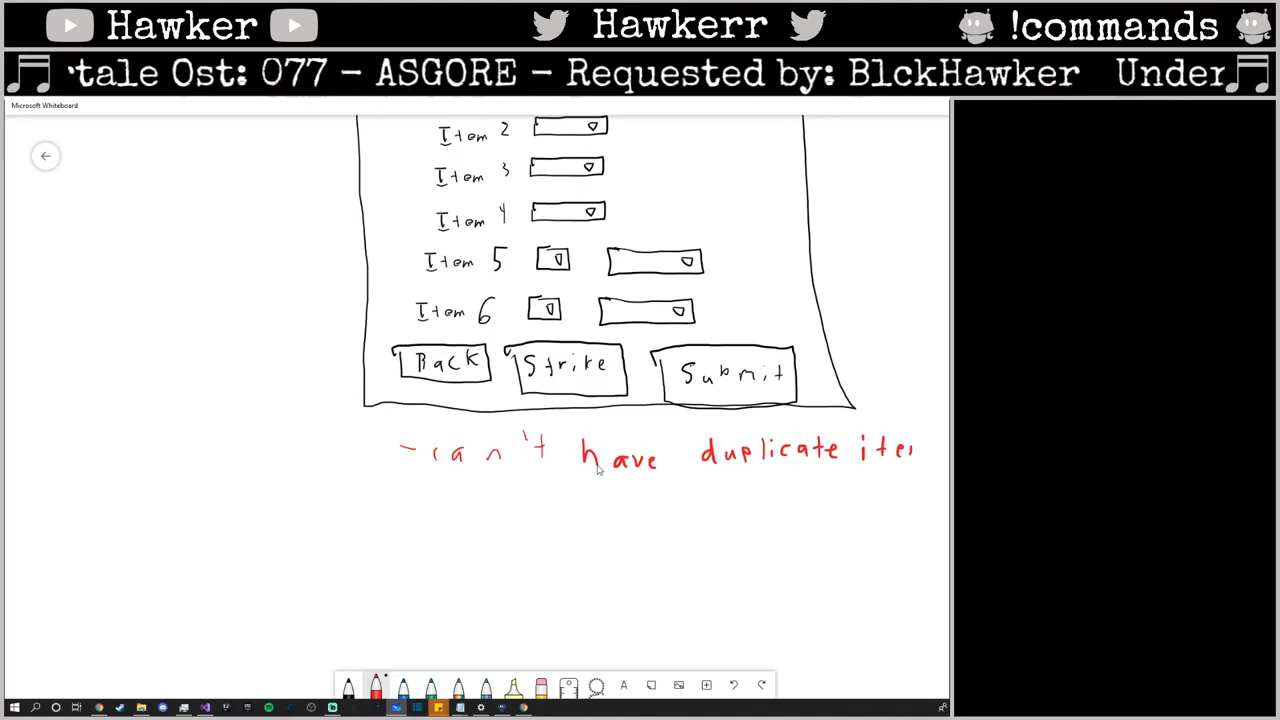 Hawker
Hawkerr
!commands
tale Ost: 077 - ASGORE - Requested by: BlckHawker Under
Microsoft Whiteboard
Item 2
Item 3
Item 4
Item 5
Item 6
Back Strike Submit
- can't have duplicate ite